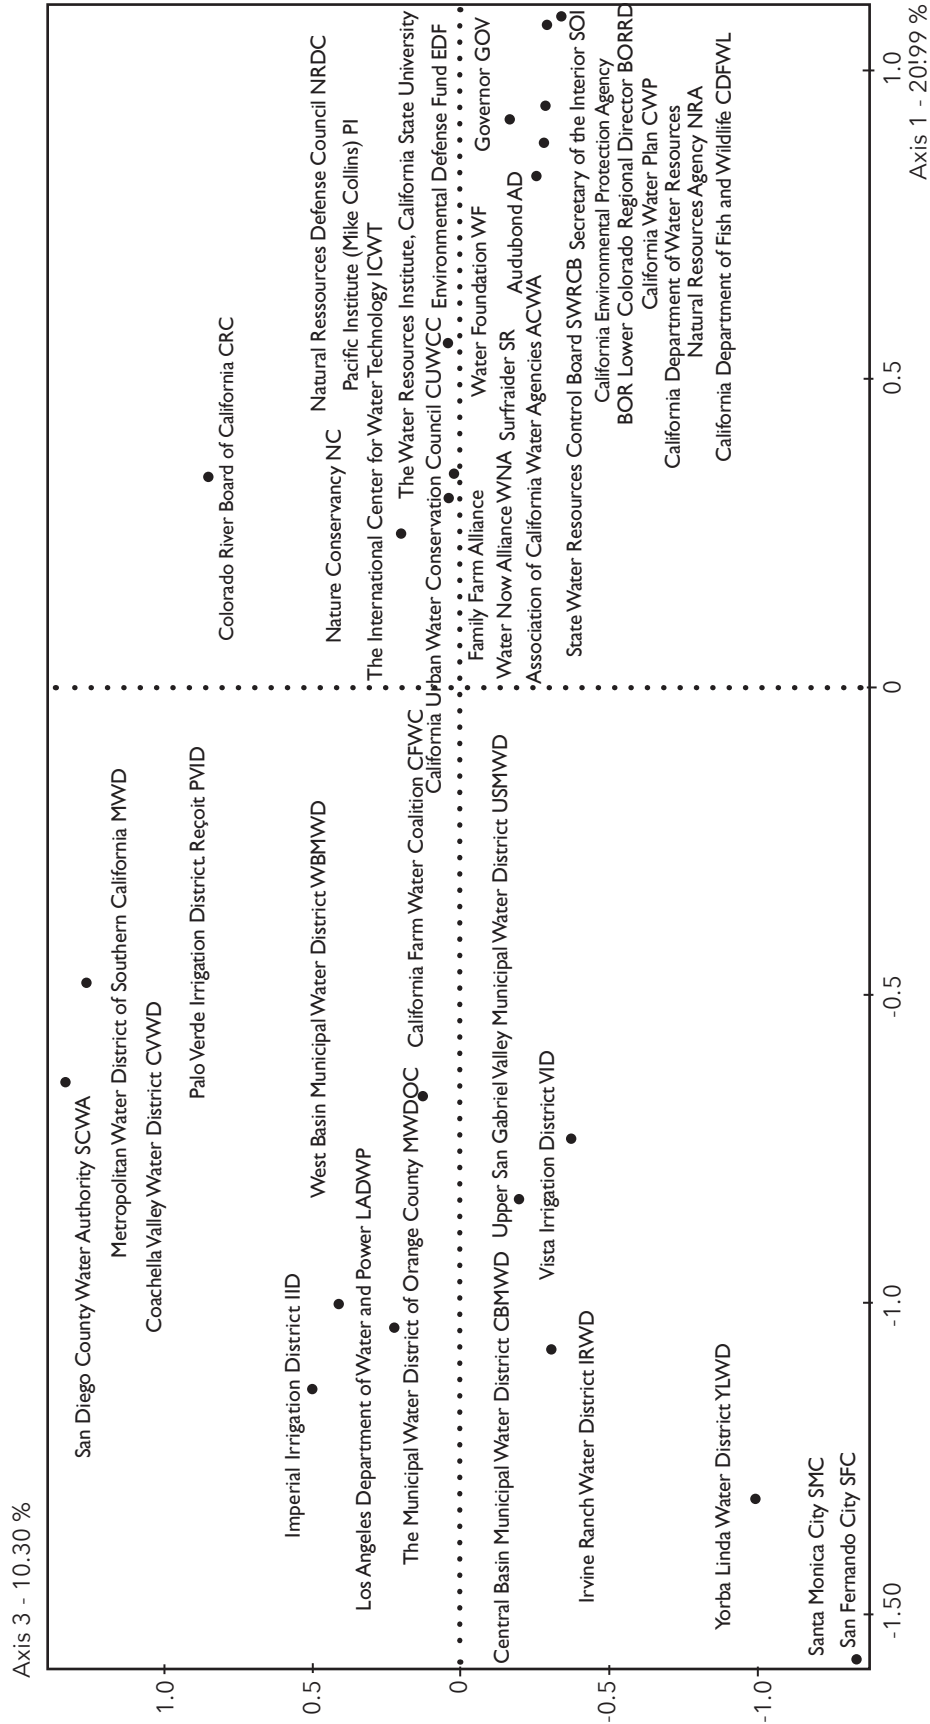 Axis 3 - 10.30 %
San Diego County Water Authority SCWA
Metropolitan Water District of Southern California MWD
Coachella Valley Water District CVWD
Palo Verde Irrigation District Reçoit PVID
Colorado River Board of California CRC
Imperial Irrigation District IID
West Basin Municipal Water District WBMWD
Natural Ressources Defense Council NRDC
Nature Conservancy NC
Pacific Institute (Mike Collins) PI
Los Angeles Department of Water and Power LADWP
The International Center for Water Technology ICWT
The Municipal Water District of Orange County MWDOC
California Farm Water Coalition CFWC
The Water Resources Institute, California State University
California Urban Water Conservation Council CUWCC
Environmental Defense Fund EDF
Family Farm Alliance
Water Foundation WF
Governor GOV
Central Basin Municipal Water District CBMWD
Upper San Gabriel Valley Municipal Water District USMWD
Water Now Alliance WNA
Surfraider SR
Audubond AD
Vista Irrigation District VID
Association of California Water Agencies ACWA
Irvine Ranch Water District IRWD
State Water Resources Control Board SWRCB
Secretary of the Interior SOI
California Environmental Protection Agency
BOR Lower Colorado Regional Director BORRD
California Water Plan CWP
California Department of Water Resources
Natural Resources Agency NRA
Yorba Linda Water District YLWD
California Department of Fish and Wildlife CDFWL
Santa Monica City SMC
San Fernando City SFC
1.0
0.5
0
-0.5
-1.0
-1.50
-1.0
-0.5
0
0.5
1.0
Axis 1 - 20!99 %